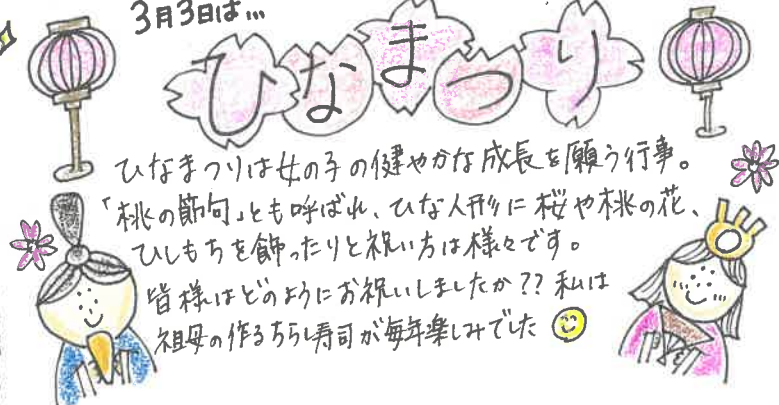 3月3日は…
ひなまつり
ひなまつりは女の子の健やかな成長を願う行事。
「桃の節句」とも呼ばれ、ひな人形に桜や桃の花、
ひしもちを飾ったりと祝い方は様々です。
皆様はどのようにお祝いしましたか?? 私は
祖母の作るちらし寿司が毎年楽しみでした